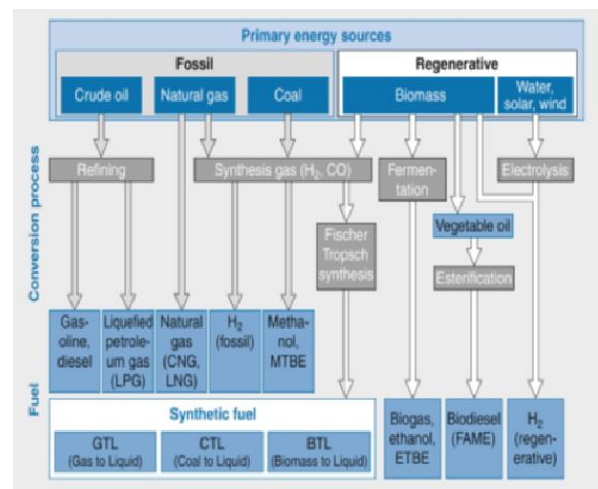 Primary energy sources
Fossil
Regenerative
Crude oil
Natural gas
Coal
Biomass
Water,
solar, wind
Conversion process
Refining
Synthesis gas (H₂, CO)
Fermen-
tation
Electrolysis
Fischer
Tropsch
synthesis
Vegetable oil
Esterification
Fuel
Gas-
oline,
diesel
Liquefied
petrole-
um gas
(LPG)
Natural
gas
(CNG,
LNG)
H₂
(fossil)
Metha-
nol,
MTBE
Synthetic fuel
GTL
(Gas to Liquid)
CTL
(Coal to Liquid)
BTL
(Biomass to Liquid)
Biogas,
ethanol,
ETBE
Biodiesel
(FAME)
H₂
(regen-
erative)